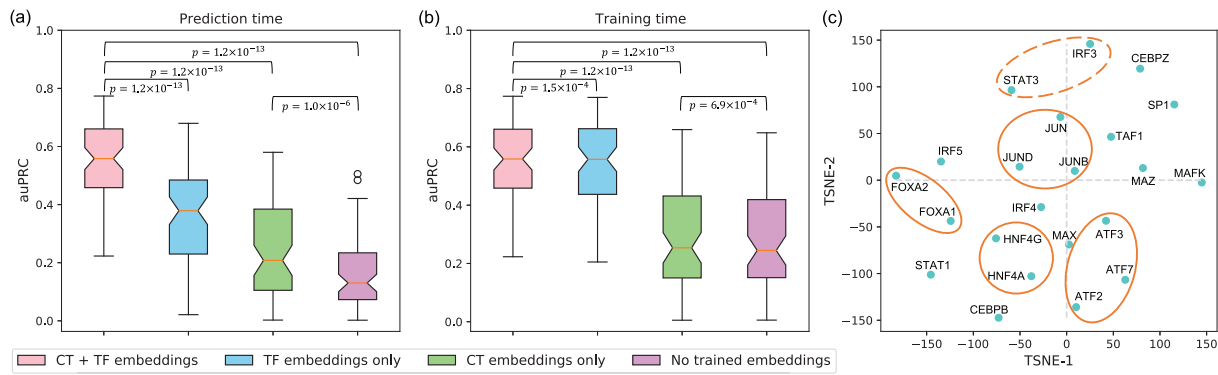 (a)
Prediction time
auPRC
1.0
0.8
0.6
0.4
0.2
0.0
p = 1.2×10⁻¹³
p = 1.2×10⁻¹³
p = 1.2×10⁻¹³
p = 1.0×10⁻⁶
(b)
Training time
auPRC
1.0
0.8
0.6
0.4
0.2
0.0
p = 1.2×10⁻¹³
p = 1.2×10⁻¹³
p = 1.5×10⁻⁴
p = 6.9×10⁻⁴
(c)
TSNE-2
150
100
50
0
−50
−100
−150
IRF3
CEBPZ
STAT3
SP1
JUN
TAF1
IRF5
JUND
JUNB
MAZ
MAFK
FOXA2
FOXA1
IRF4
ATF3
HNF4G
MAX
STAT1
HNF4A
ATF7
ATF2
CEBPB
−150
−100
−50
0
50
100
150
TSNE-1
CT + TF embeddings
TF embeddings only
CT embeddings only
No trained embeddings